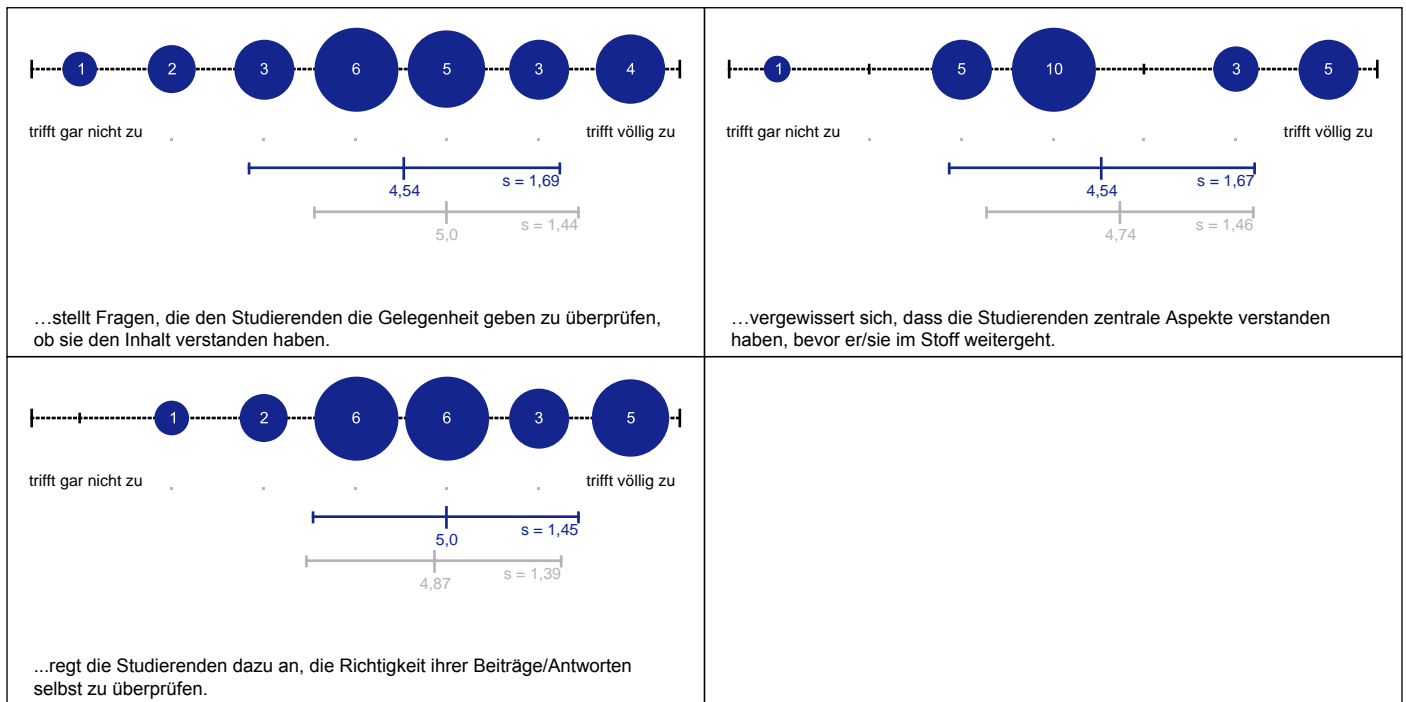 1 2 3 6 5 3 4
trifft gar nicht zu . . . . . trifft völlig zu
s = 1,69
4,54
s = 1,44
5,0
…stellt Fragen, die den Studierenden die Gelegenheit geben zu überprüfen,
ob sie den Inhalt verstanden haben.
1 5 10 3 5
trifft gar nicht zu . . . . . trifft völlig zu
s = 1,67
4,54
s = 1,46
4,74
…vergewissert sich, dass die Studierenden zentrale Aspekte verstanden
haben, bevor er/sie im Stoff weitergeht.
1 2 6 6 3 5
trifft gar nicht zu . . . . . trifft völlig zu
s = 1,45
5,0
s = 1,39
4,87
...regt die Studierenden dazu an, die Richtigkeit ihrer Beiträge/Antworten
selbst zu überprüfen.